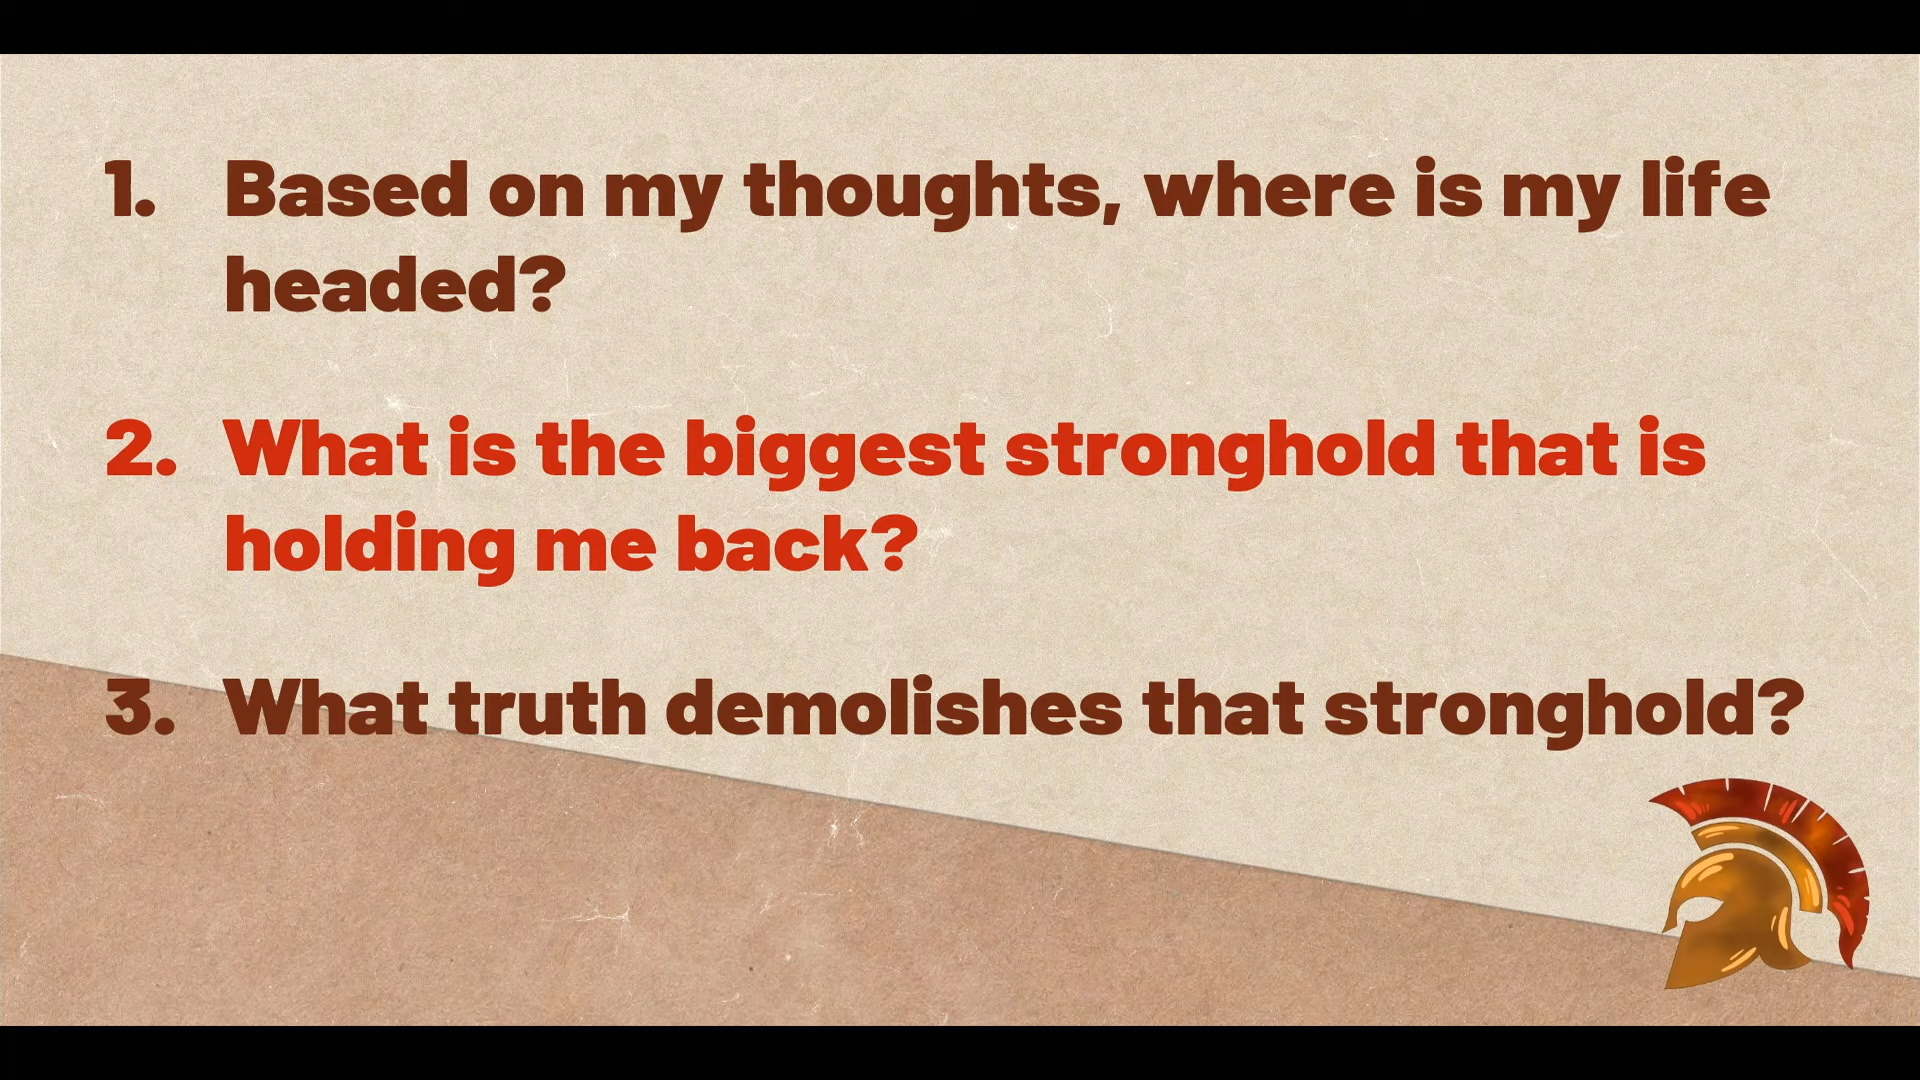 1. Based on my thoughts, where is my life
headed?
2. What is the biggest stronghold that is
holding me back?
3. What truth demolishes that stronghold?